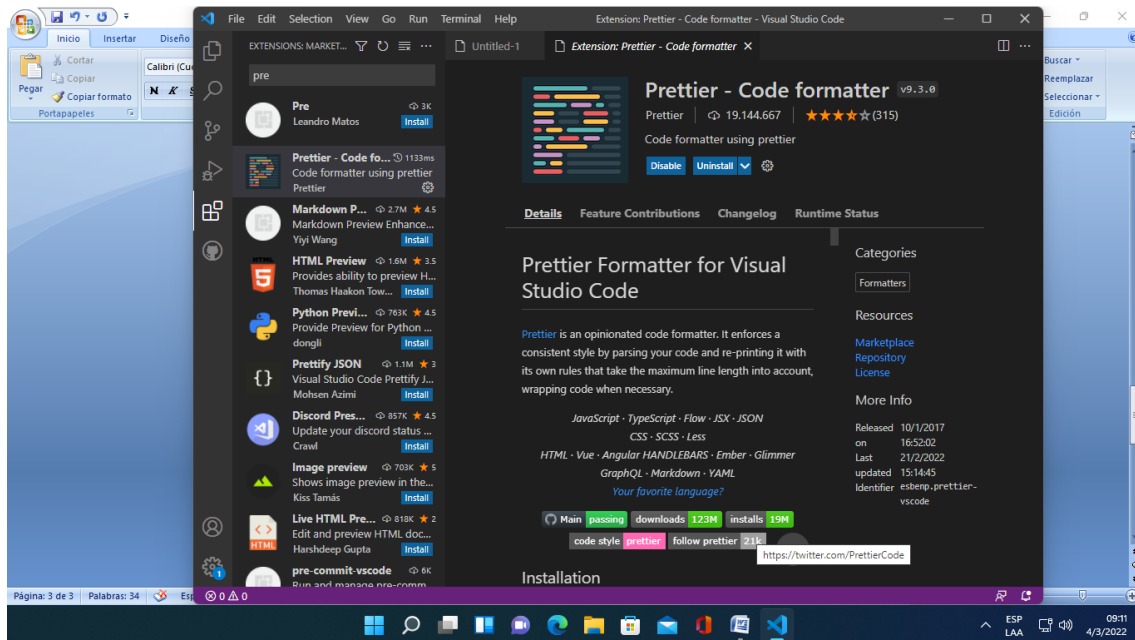 Inicio Insertar Diseño
Cortar
Copiar
Pegar
Copiar formato
Portapapeles
Calibri (Cu
N K S
File Edit Selection View Go Run Terminal Help
Extension: Prettier - Code formatter - Visual Studio Code
Buscar
Reemplazar
Seleccionar
Edición
EXTENSIONS: MARKET...
Untitled-1
Extension: Prettier - Code formatter
pre
Pre 3K
Leandro Matos Install
Prettier - Code fo... 1133ms
Code formatter using prettier
Prettier
Markdown P... 2.7M ★ 4.5
Markdown Preview Enhance...
Yiyi Wang Install
HTML Preview 1.6M ★ 3.5
Provides ability to preview H...
Thomas Haakon Tow... Install
Python Previ... 763K ★ 4.5
Provide Preview for Python ...
dongli Install
Prettify JSON 1.1M ★ 3
Visual Studio Code Prettify J...
Mohsen Azimi Install
Discord Pres... 857K ★ 4.5
Update your discord status ...
Crawl Install
Image preview 703K ★ 5
Shows image preview in the...
Kiss Tamás Install
Live HTML Pre... 818K ★ 2
Edit and preview HTML doc...
Harshdeep Gupta Install
pre-commit-vscode 6K
Run and manage pre-comm
HTML
{}
HTML
1
Prettier - Code formatter v9.3.0
Prettier 19.144.667 (315)
Code formatter using prettier
Disable Uninstall
Details Feature Contributions Changelog Runtime Status
Prettier Formatter for Visual
Studio Code
Prettier is an opinionated code formatter. It enforces a
consistent style by parsing your code and re-printing it with
its own rules that take the maximum line length into account,
wrapping code when necessary.
JavaScript · TypeScript · Flow · JSX · JSON
CSS · SCSS · Less
HTML · Vue · Angular HANDLEBARS · Ember · Glimmer
GraphQL · Markdown · YAML
Your favorite language?
Main passing downloads 123M installs 19M
code style prettier follow prettier 21k
https://twitter.com/PrettierCode
Installation
Categories
Formatters
Resources
Marketplace
Repository
License
More Info
Released 10/1/2017
on 16:52:02
Last 21/2/2022
updated 15:14:45
Identifier esbenp.prettier-
vscode
Página: 3 de 3 Palabras: 34 Esp
0 0
ESP
LAA
09:11
4/3/2022